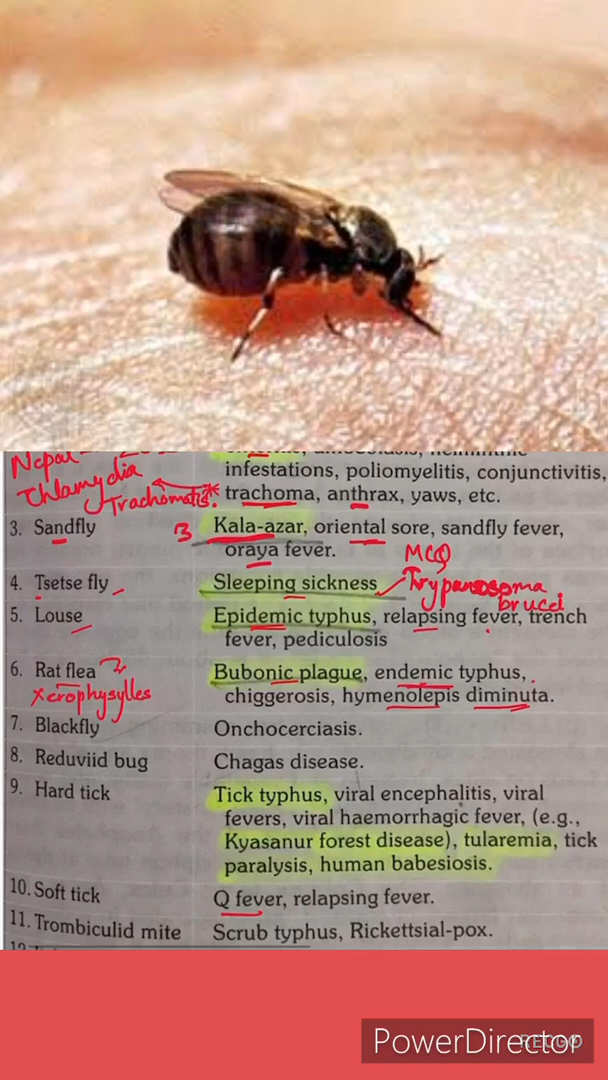 Nepal
Chlamydia
Trachomatis.
infestations, poliomyelitis, conjunctivitis,
trachoma, anthrax, yaws, etc.
3. Sandfly 3 Kala-azar, oriental sore, sandfly fever,
oraya fever.
MCQ
4. Tsetse fly Sleeping sickness Trypanosoma
brucei
5. Louse Epidemic typhus, relapsing fever, trench
fever, pediculosis
6. Rat flea Bubonic plague, endemic typhus,
Xerophysylles chiggerosis, hymenolepis diminuta.
7. Blackfly Onchocerciasis.
8. Reduviid bug Chagas disease.
9. Hard tick Tick typhus, viral encephalitis, viral
fevers, viral haemorrhagic fever, (e.g.,
Kyasanur forest disease), tularemia, tick
paralysis, human babesiosis.
10. Soft tick Q fever, relapsing fever.
11. Trombiculid mite Scrub typhus, Rickettsial-pox.
PowerDirector